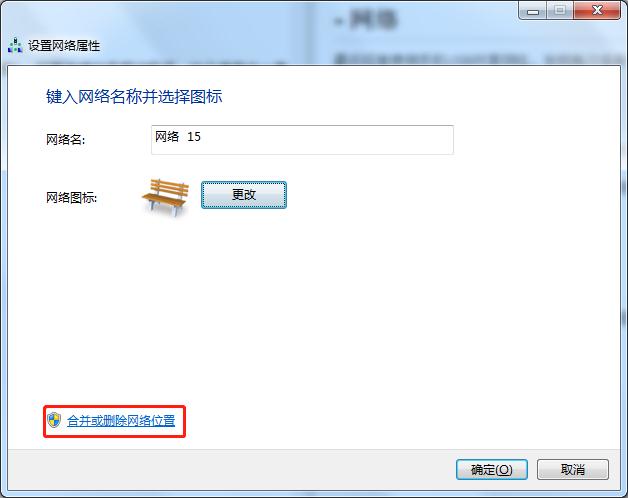 - 网络
设置网络属性
键入网络名称并选择图标
网络名:
网络 15
网络图标:
更改
合并或删除网络位置
确定(O)
取消